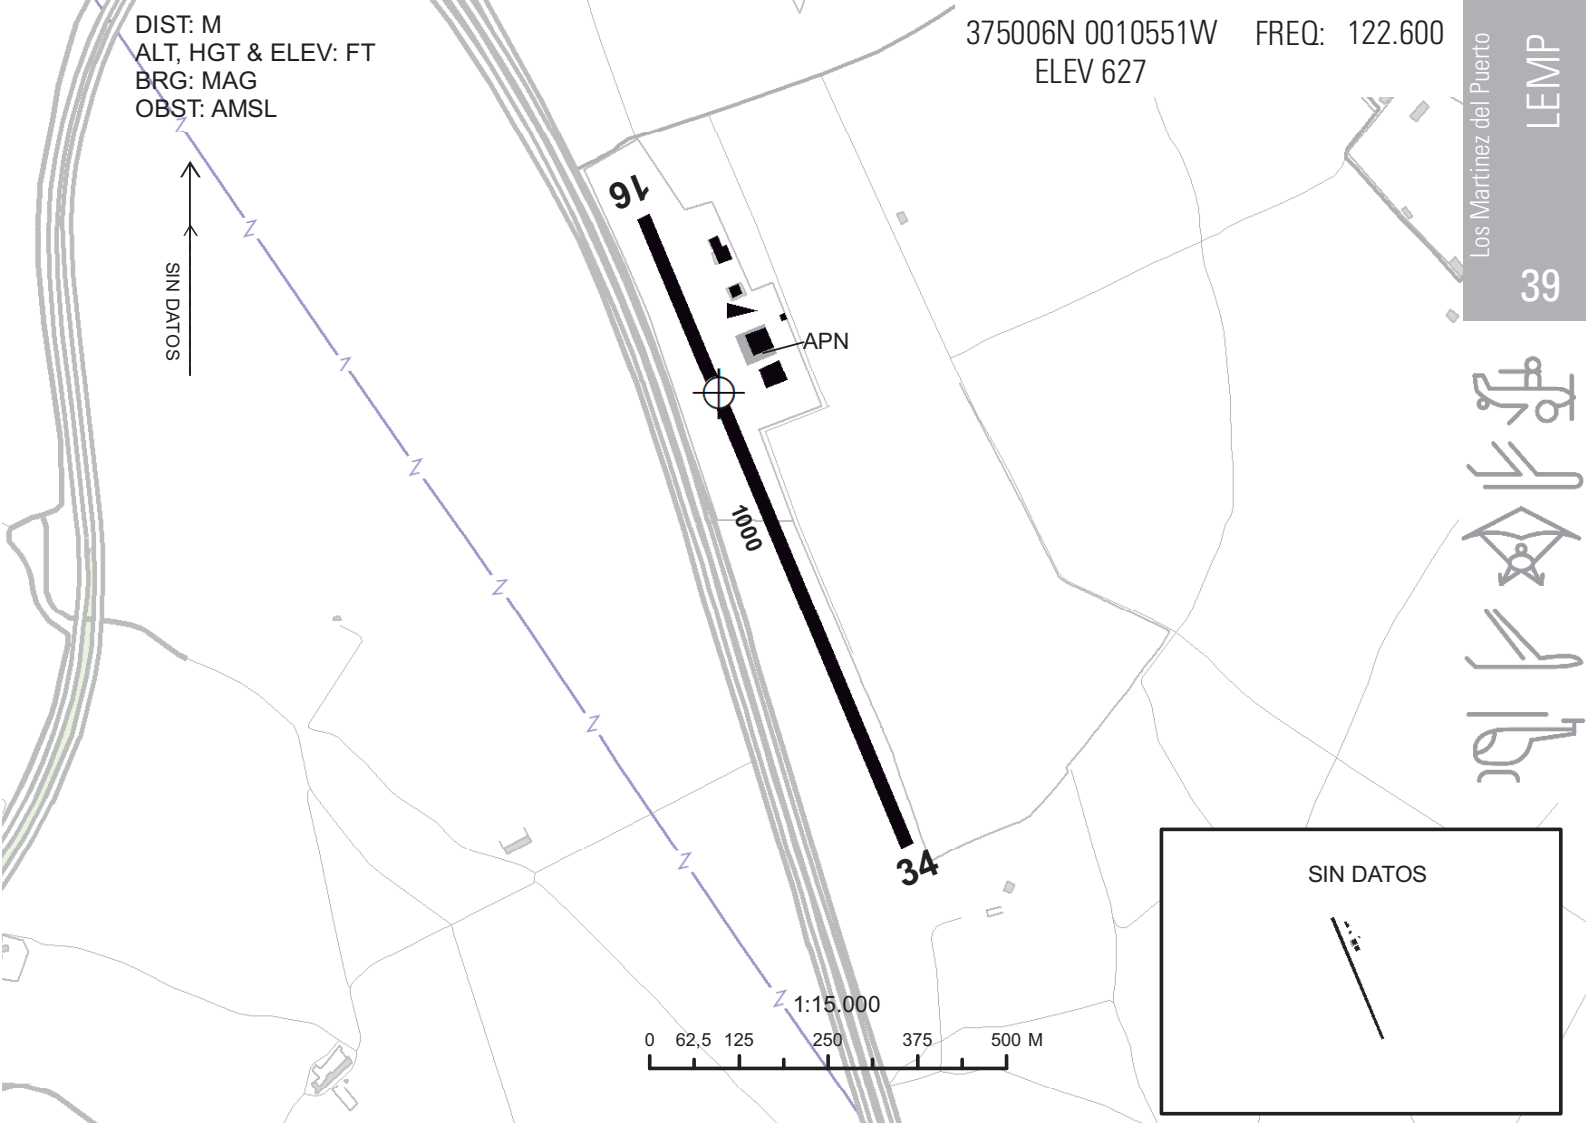 DIST: M
ALT, HGT & ELEV: FT
BRG: MAG
OBST: AMSL
375006N 0010551W FREQ: 122.600
ELEV 627
Los Martinez del Puerto
LEMP
39
SIN DATOS
16
APN
1000
34
1:15.000
0 62,5 125 250 375 500 M
SIN DATOS